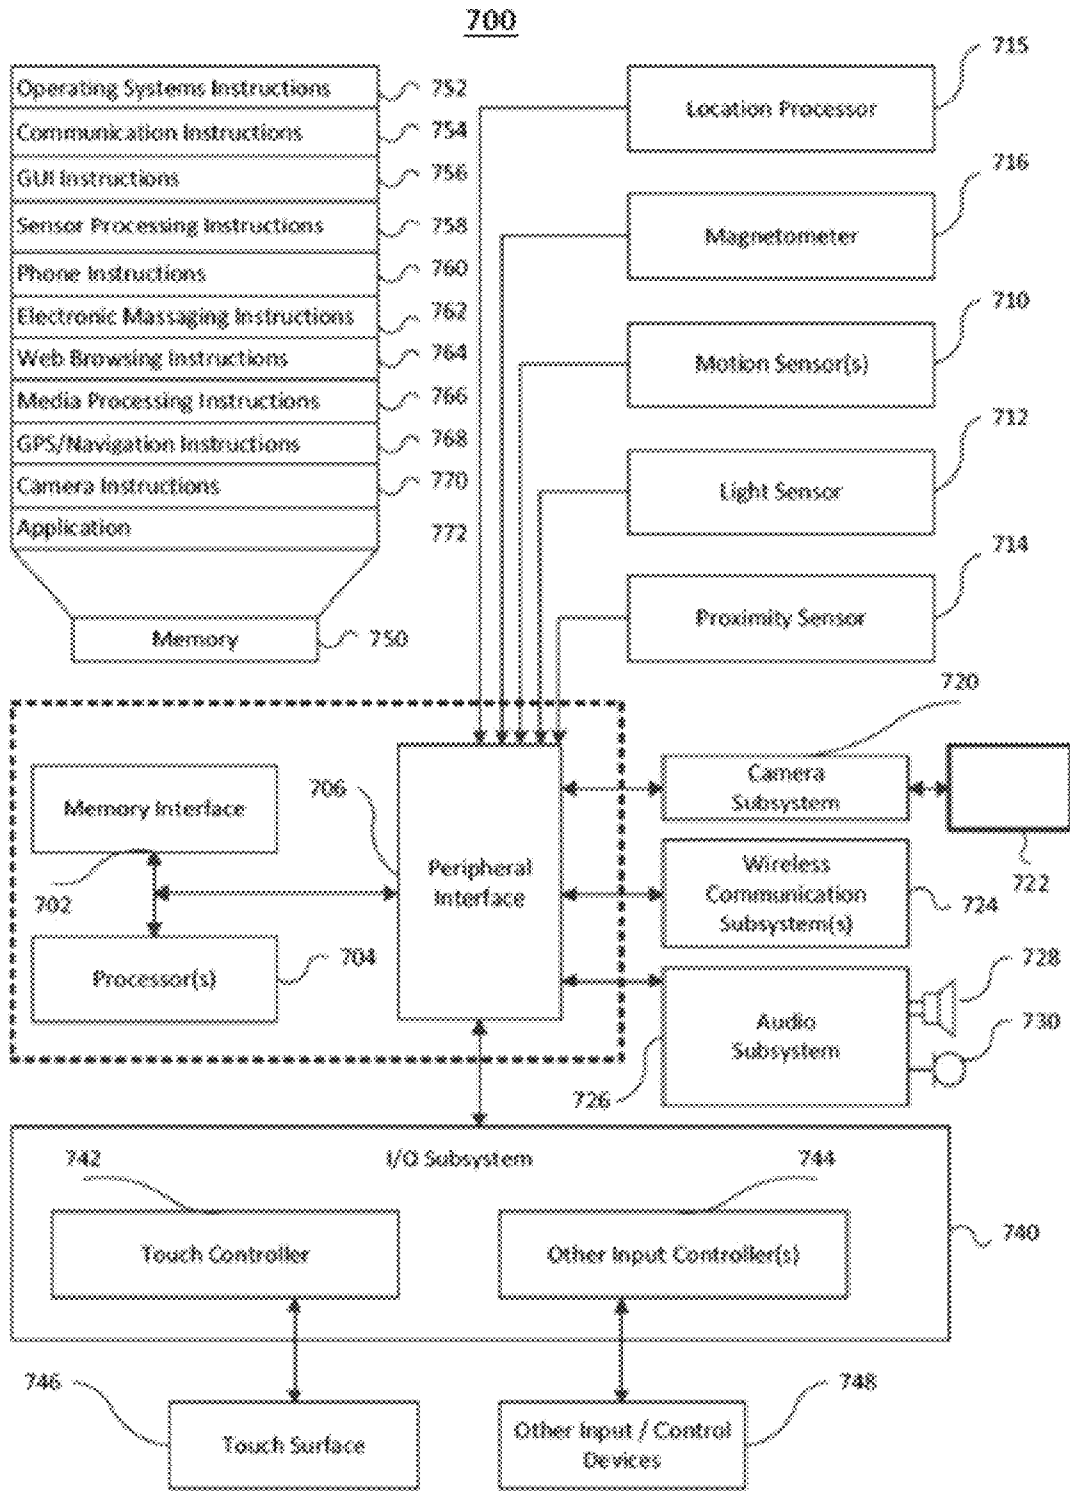 700
Operating Systems Instructions 752
Communication Instructions 754
GUI Instructions 756
Sensor Processing Instructions 758
Phone Instructions 760
Electronic Massaging Instructions 762
Web Browsing Instructions 764
Media Processing Instructions 766
GPS/Navigation Instructions 768
Camera Instructions 770
Application 772
Memory 750
715
Location Processor
716
Magnetometer
710
Motion Sensor(s)
712
Light Sensor
714
Proximity Sensor
Memory Interface
702
Processor(s) 704
706
Peripheral
Interface
720
Camera
Subsystem
722
Wireless
Communication
Subsystem(s)
724
Audio
Subsystem
726
728
730
I/O Subsystem
740
742
Touch Controller
744
Other Input Controller(s)
746
Touch Surface
748
Other Input / Control
Devices